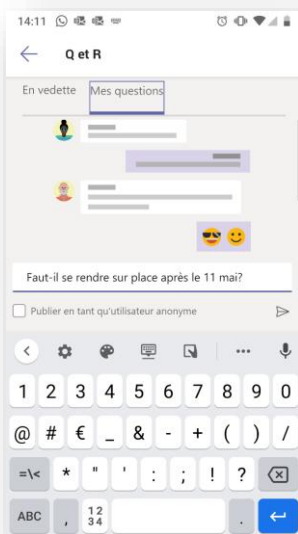 14:11
Q et R
En vedette Mes questions
Faut-il se rendre sur place après le 11 mai?
Publier en tant qu'utilisateur anonyme
1 2 3 4 5 6 7 8 9 0
@ # € _ & - + ( ) /
=\< * " ' : ; ! ?
ABC , 12 34 .